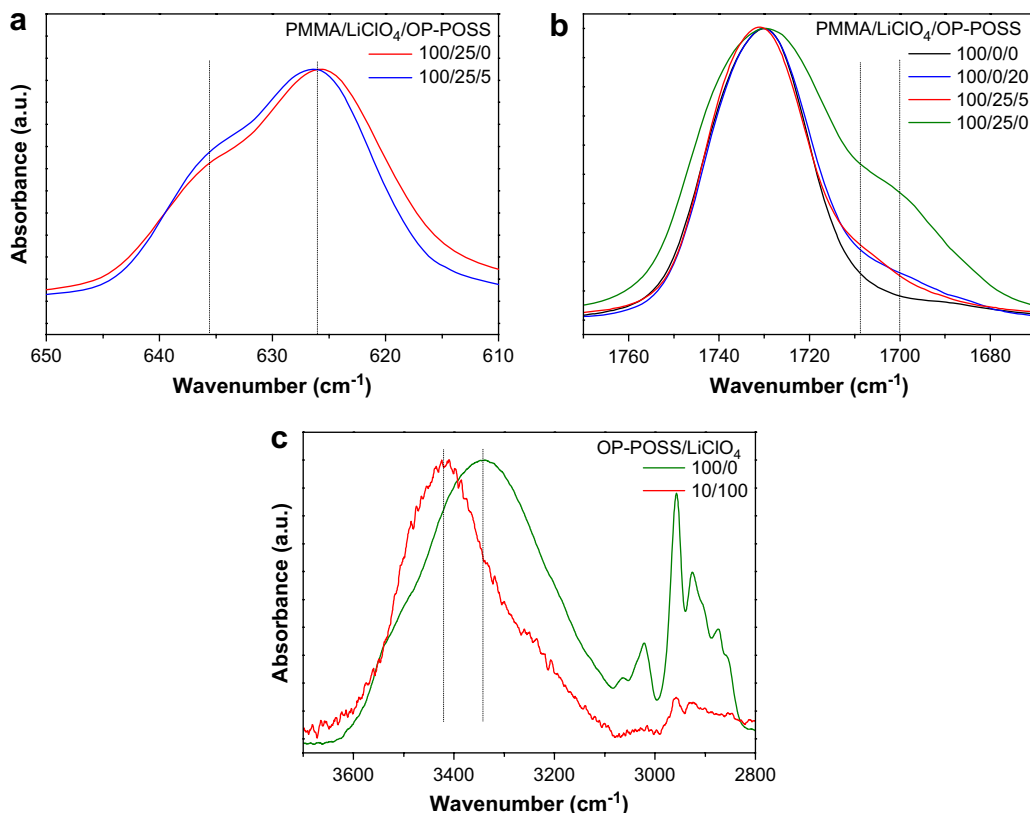 a
PMMA/LiClO₄/OP-POSS
100/25/0
100/25/5
Absorbance (a.u.)
650 640 630 620 610
Wavenumber (cm⁻¹)
b
PMMA/LiClO₄/OP-POSS
100/0/0
100/0/20
100/25/5
100/25/0
1760 1740 1720 1700 1680
Wavenumber (cm⁻¹)
c
OP-POSS/LiClO₄
100/0
10/100
Absorbance (a.u.)
3600 3400 3200 3000 2800
Wavenumber (cm⁻¹)